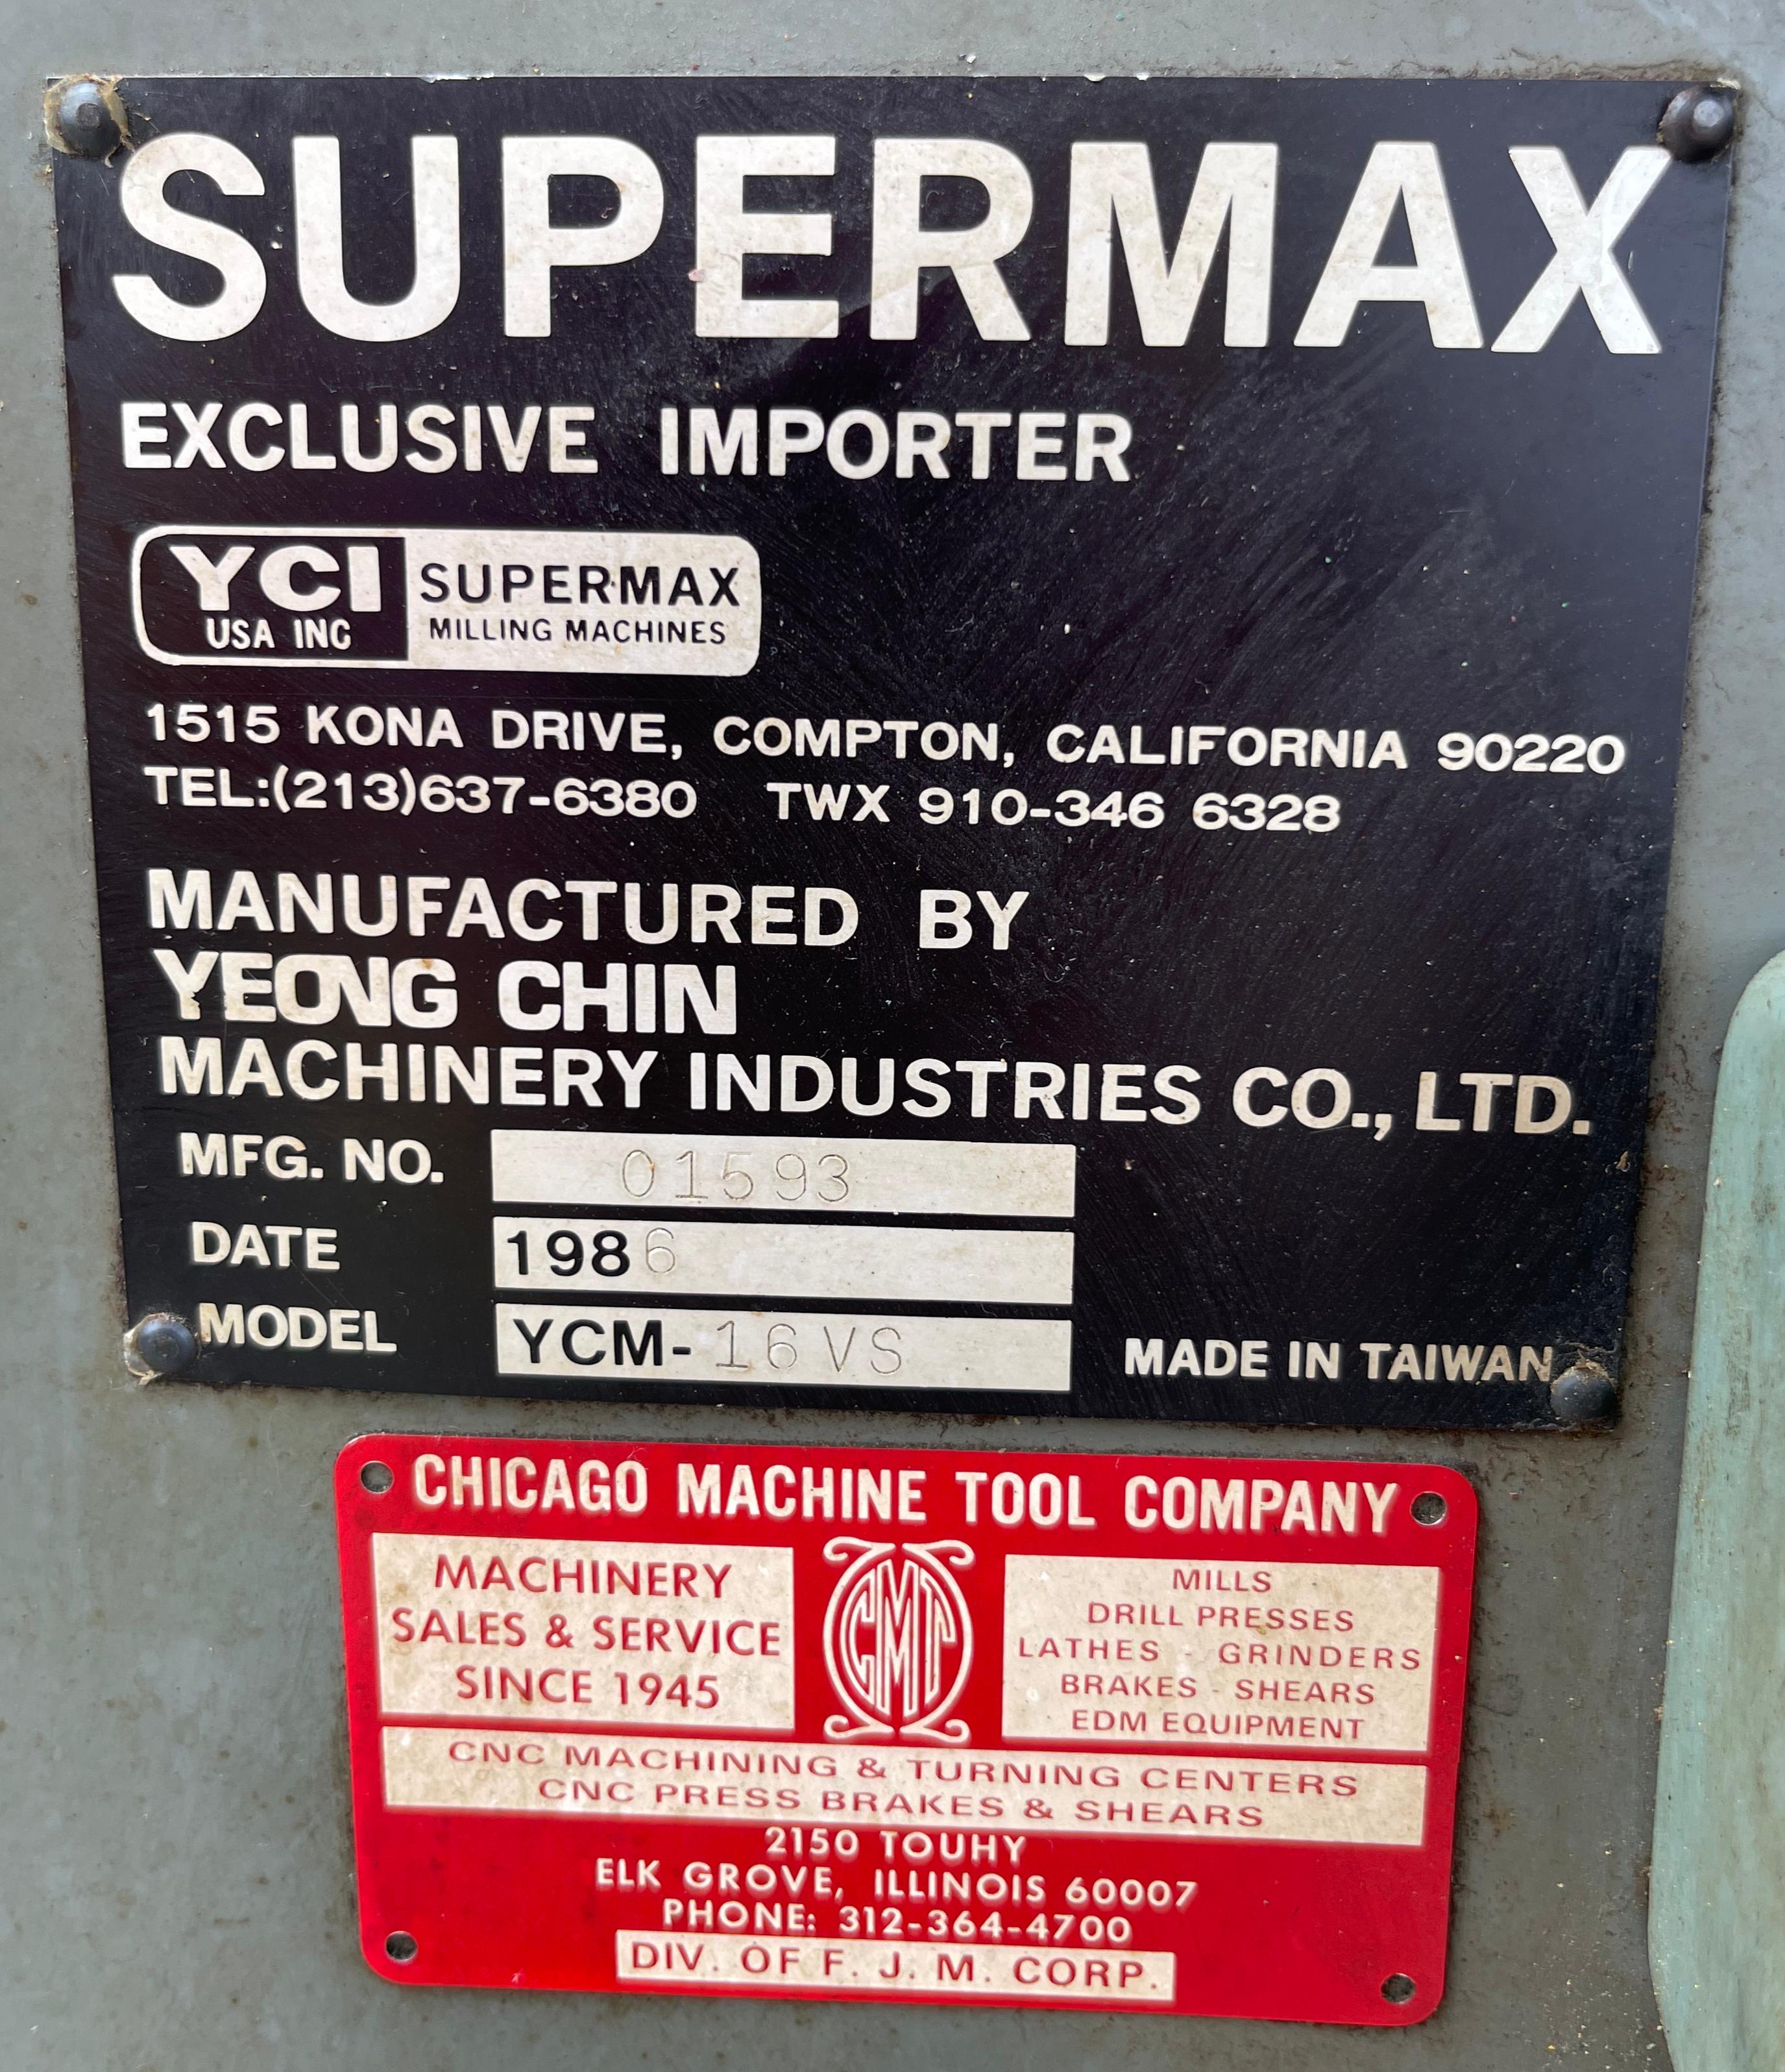 SUPERMAX
EXCLUSIVE IMPORTER
YCI SUPERMAX
USA INC MILLING MACHINES
1515 KONA DRIVE, COMPTON, CALIFORNIA 90220
TEL:(213)637-6380 TWX 910-346 6328
MANUFACTURED BY
YEONG CHIN
MACHINERY INDUSTRIES CO., LTD.
MFG. NO. 01593
DATE 1986
MODEL YCM-16VS MADE IN TAIWAN
CHICAGO MACHINE TOOL COMPANY
MACHINERY
SALES & SERVICE
SINCE 1945
CMT
MILLS
DRILL PRESSES
LATHES - GRINDERS
BRAKES - SHEARS
EDM EQUIPMENT
CNC MACHINING & TURNING CENTERS
CNC PRESS BRAKES & SHEARS
2150 TOUHY
ELK GROVE, ILLINOIS 60007
PHONE: 312-364-4700
DIV. OF F. J. M. CORP.